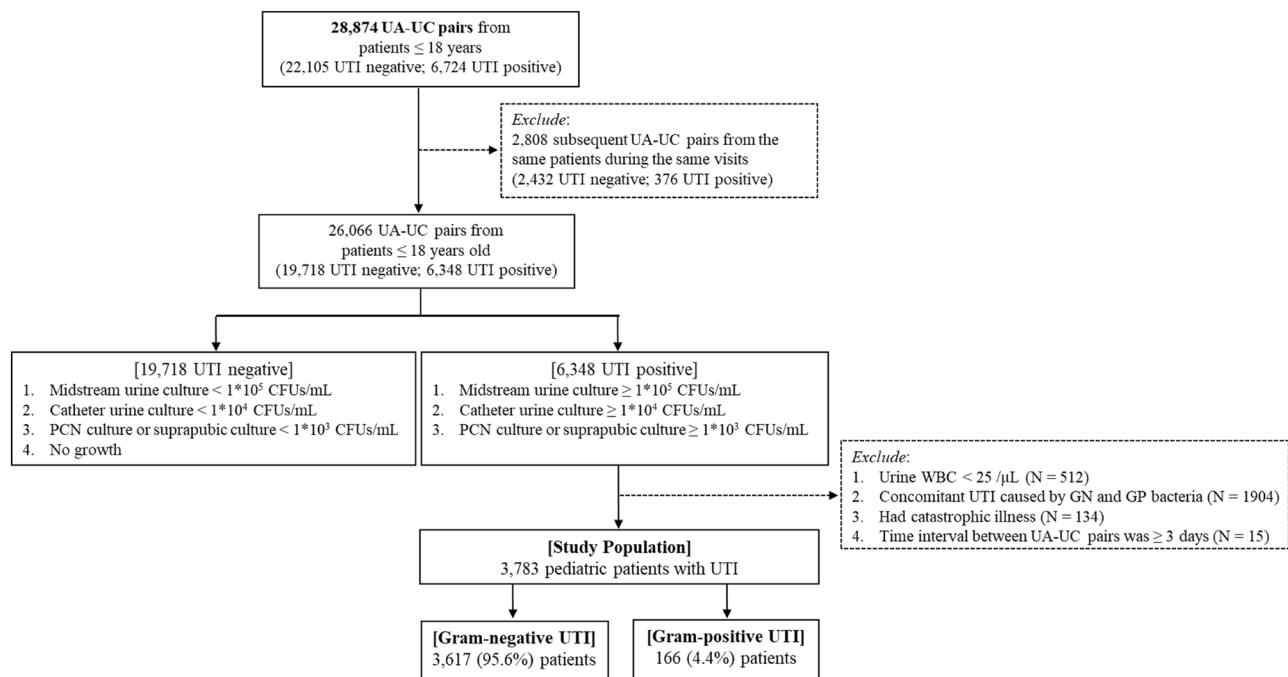 28,874 UA-UC pairs from
patients ≤ 18 years
(22,105 UTI negative; 6,724 UTI positive)
Exclude:
2,808 subsequent UA-UC pairs from the
same patients during the same visits
(2,432 UTI negative; 376 UTI positive)
26,066 UA-UC pairs from
patients ≤ 18 years old
(19,718 UTI negative; 6,348 UTI positive)
[19,718 UTI negative]
1. Midstream urine culture < 1*10⁵ CFUs/mL
2. Catheter urine culture < 1*10⁴ CFUs/mL
3. PCN culture or suprapubic culture < 1*10³ CFUs/mL
4. No growth
[6,348 UTI positive]
1. Midstream urine culture ≥ 1*10⁵ CFUs/mL
2. Catheter urine culture ≥ 1*10⁴ CFUs/mL
3. PCN culture or suprapubic culture ≥ 1*10³ CFUs/mL
Exclude:
1. Urine WBC < 25 /μL (N = 512)
2. Concomitant UTI caused by GN and GP bacteria (N = 1904)
3. Had catastrophic illness (N = 134)
4. Time interval between UA-UC pairs was ≥ 3 days (N = 15)
[Study Population]
3,783 pediatric patients with UTI
[Gram-negative UTI]
3,617 (95.6%) patients
[Gram-positive UTI]
166 (4.4%) patients